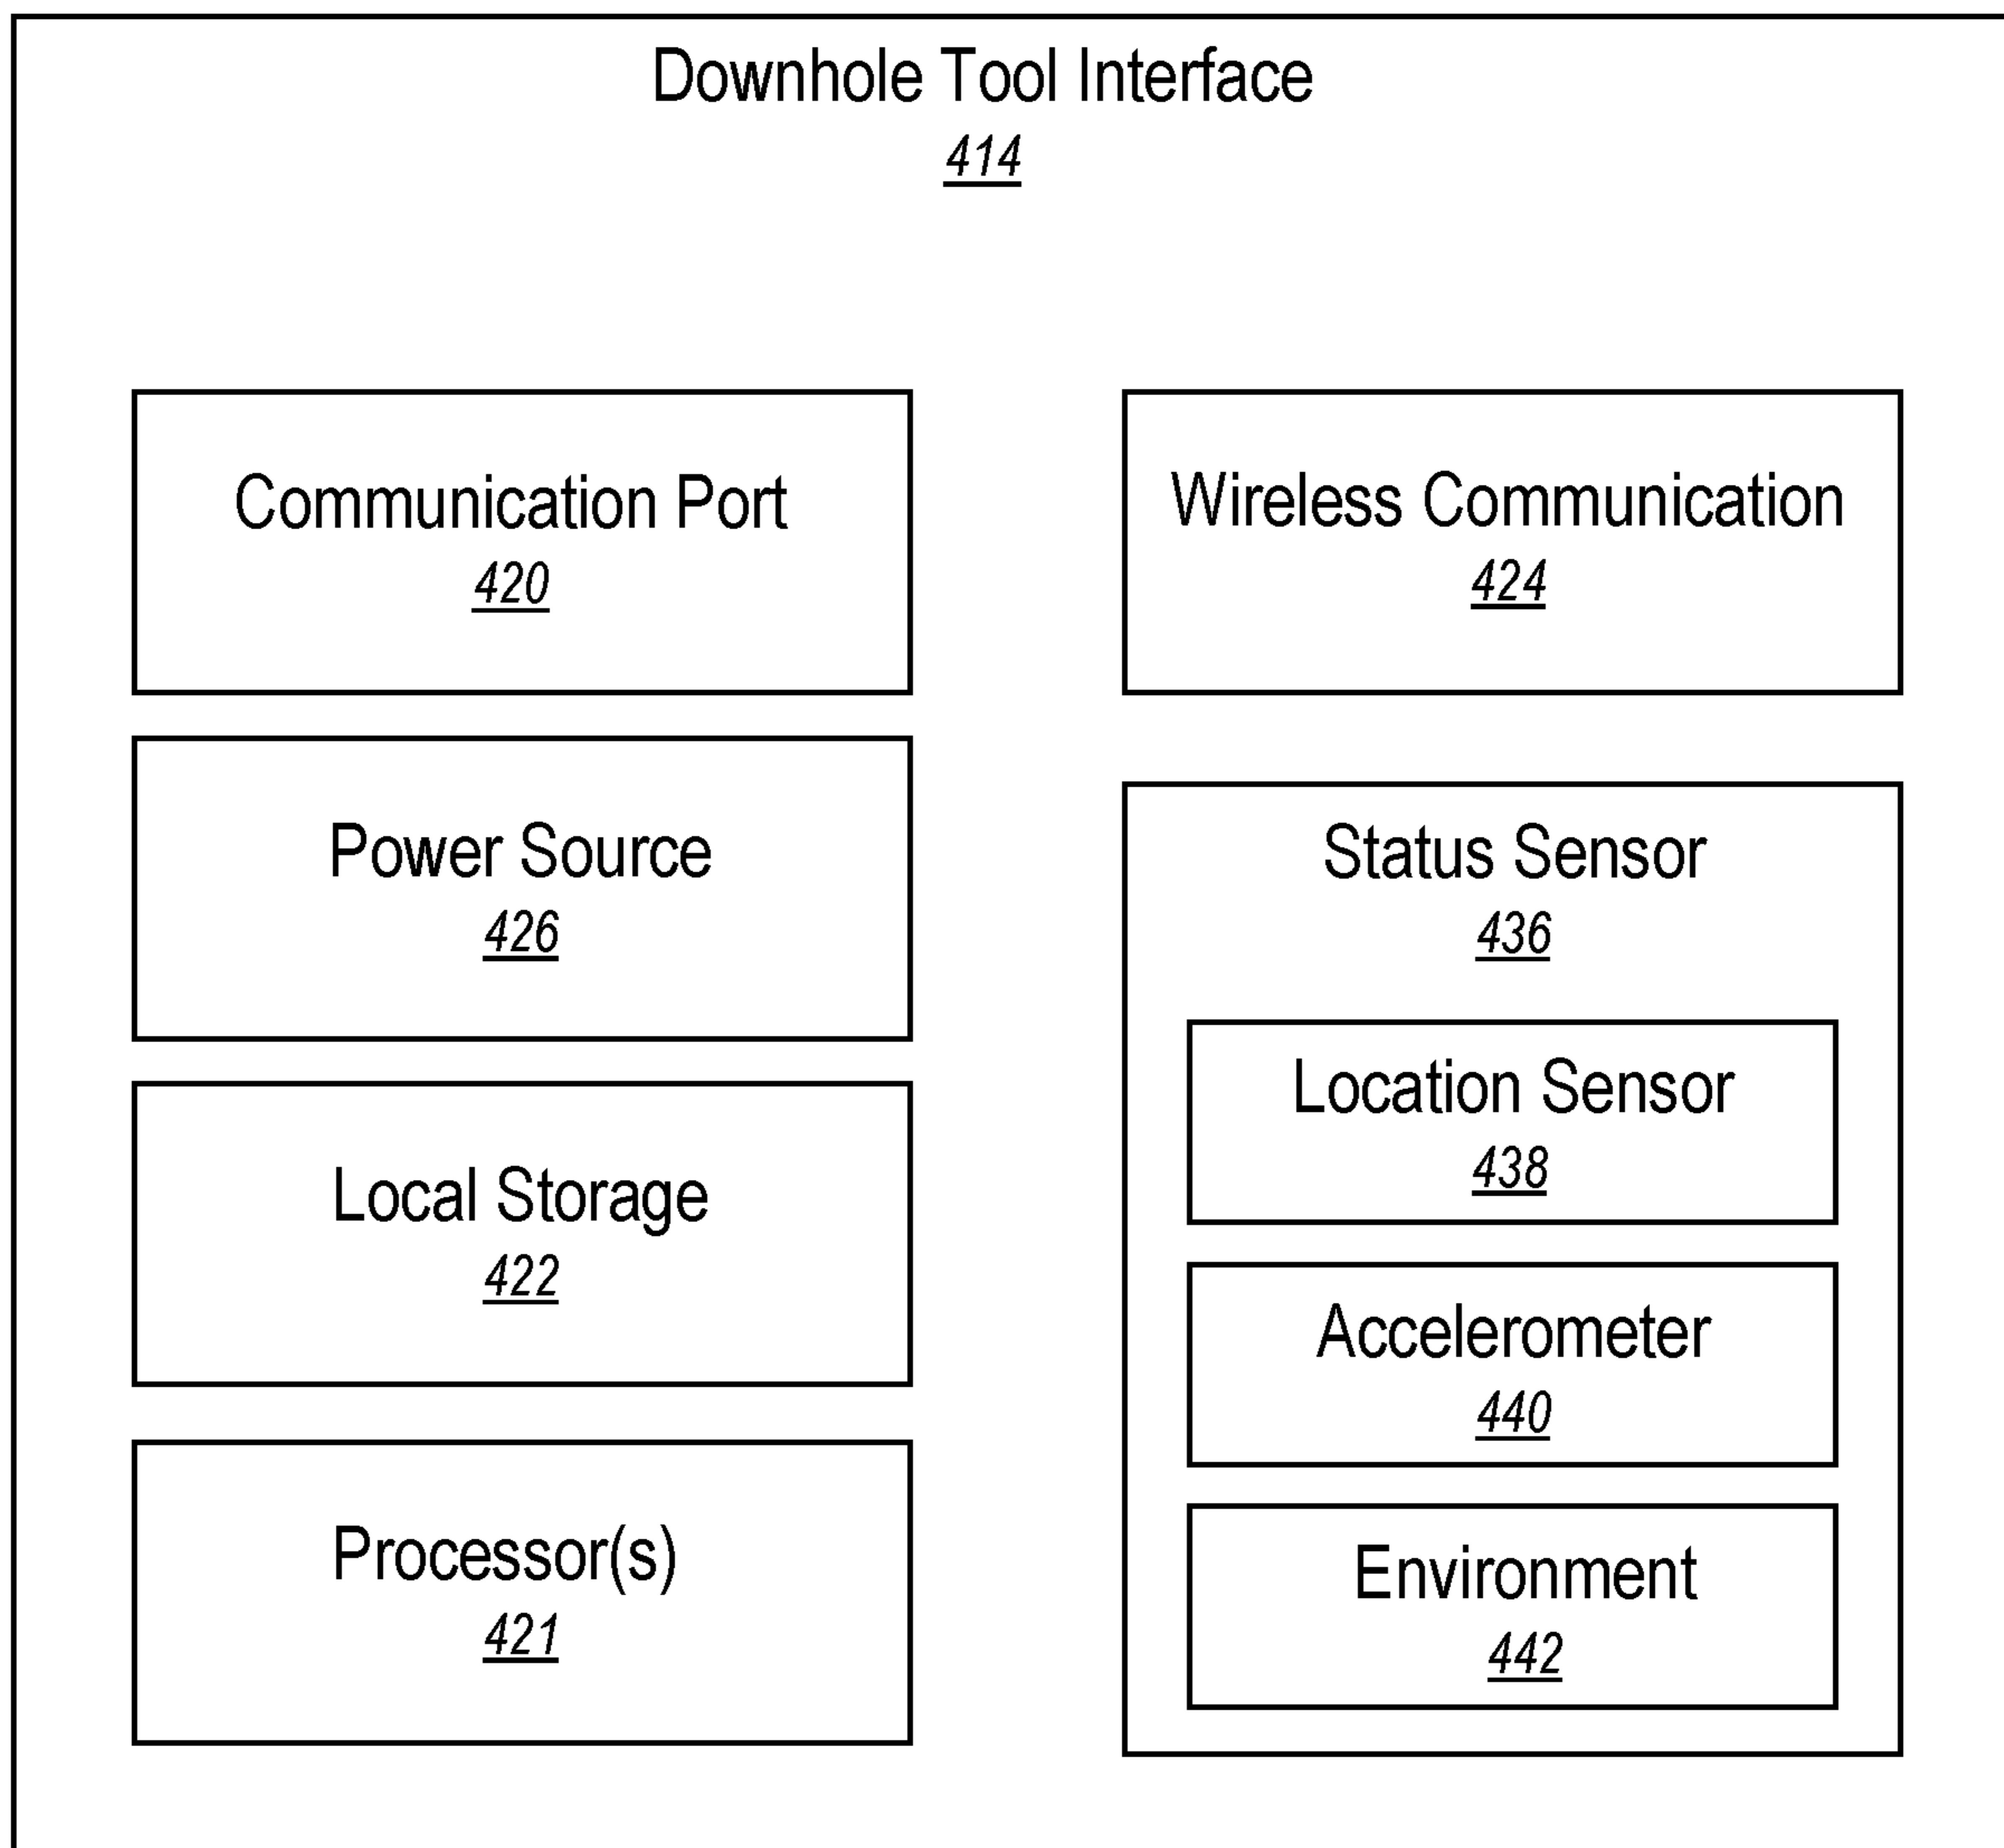 Downhole Tool Interface
414
Communication Port
420
Wireless Communication
424
Power Source
426
Local Storage
422
Processor(s)
421
Status Sensor
436
Location Sensor
438
Accelerometer
440
Environment
442